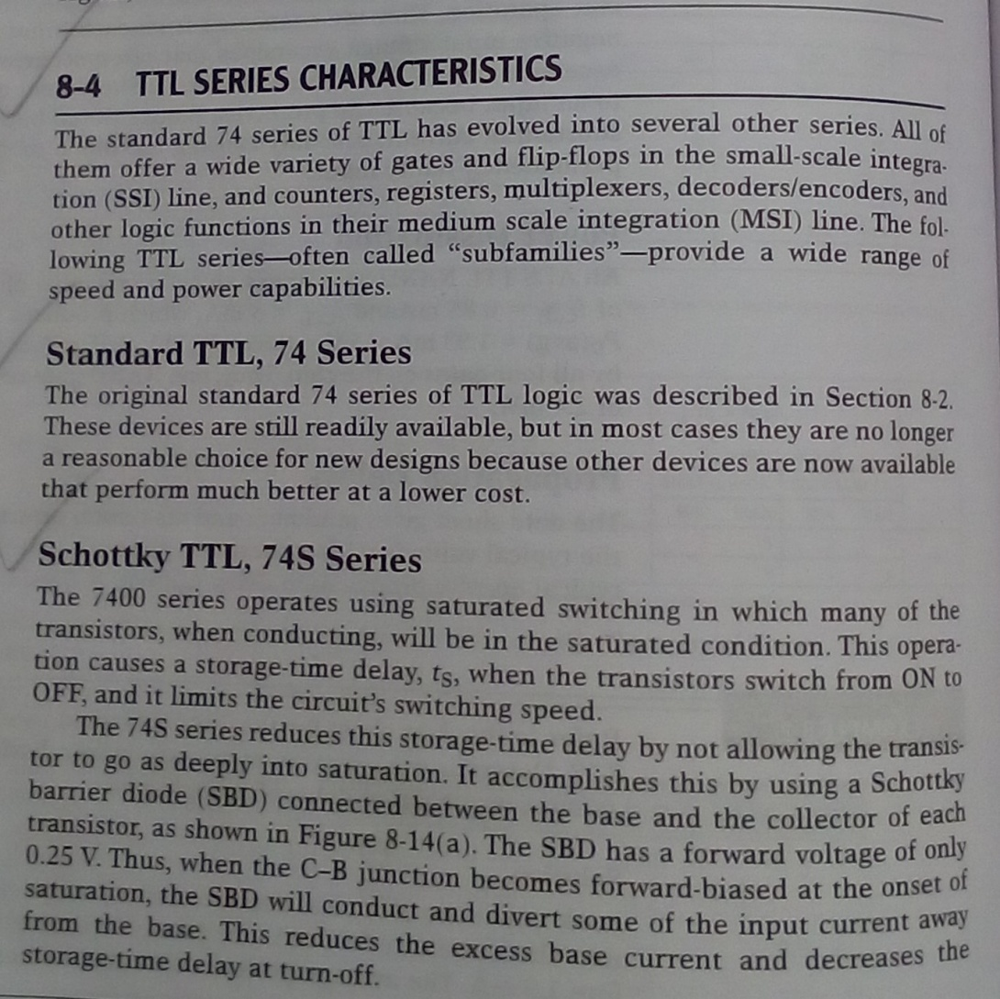 8-4 TTL SERIES CHARACTERISTICS
The standard 74 series of TTL has evolved into several other series. All of
them offer a wide variety of gates and flip-flops in the small-scale integra-
tion (SSI) line, and counters, registers, multiplexers, decoders/encoders, and
other logic functions in their medium scale integration (MSI) line. The fol-
lowing TTL series—often called “subfamilies”—provide a wide range of
speed and power capabilities.
Standard TTL, 74 Series
The original standard 74 series of TTL logic was described in Section 8-2.
These devices are still readily available, but in most cases they are no longer
a reasonable choice for new designs because other devices are now available
that perform much better at a lower cost.
Schottky TTL, 74S Series
The 7400 series operates using saturated switching in which many of the
transistors, when conducting, will be in the saturated condition. This opera-
tion causes a storage-time delay, tS, when the transistors switch from ON to
OFF, and it limits the circuit’s switching speed.
The 74S series reduces this storage-time delay by not allowing the transis-
tor to go as deeply into saturation. It accomplishes this by using a Schottky
barrier diode (SBD) connected between the base and the collector of each
transistor, as shown in Figure 8-14(a). The SBD has a forward voltage of only
0.25 V. Thus, when the C–B junction becomes forward-biased at the onset of
saturation, the SBD will conduct and divert some of the input current away
from the base. This reduces the excess base current and decreases the
storage-time delay at turn-off.